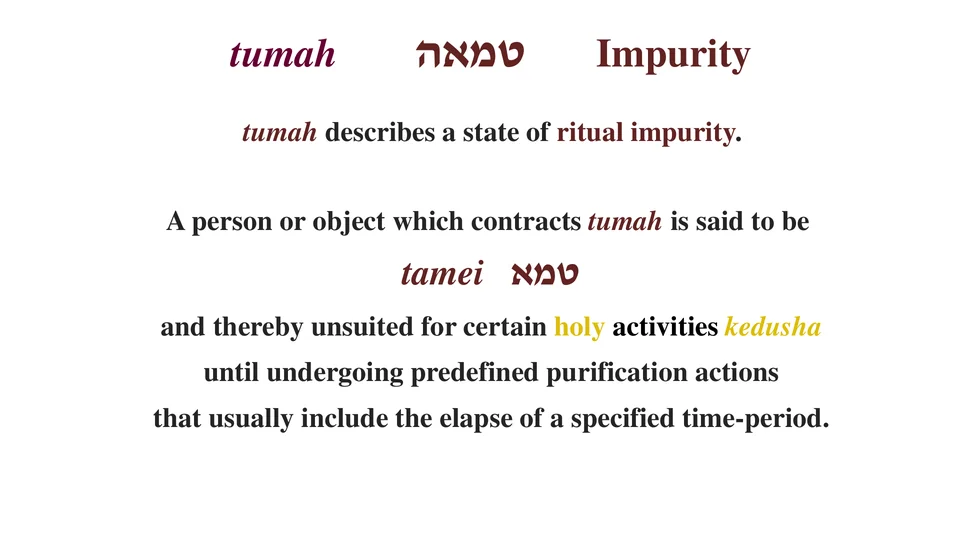 tumah טמאה Impurity
tumah describes a state of ritual impurity.
A person or object which contracts tumah is said to be
tamei טמא
and thereby unsuited for certain holy activities kedusha
until undergoing predefined purification actions
that usually include the elapse of a specified time-period.